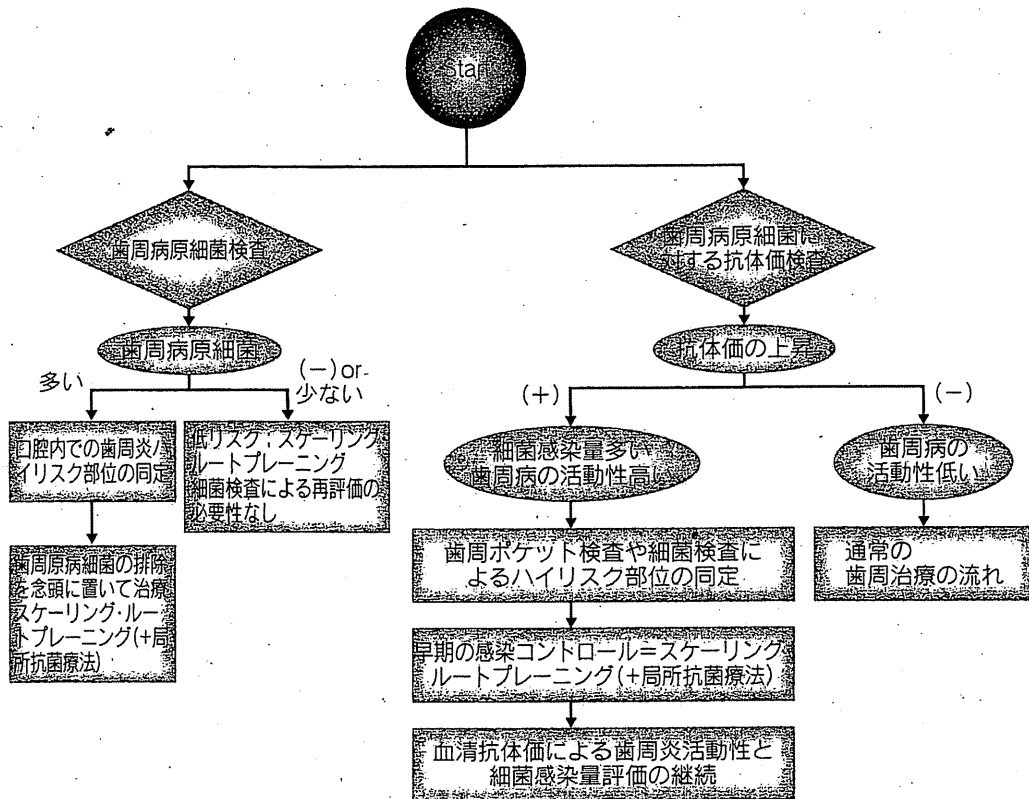 Start
歯周病原細菌検査
歯周病原細菌
多い
(−)or
少ない
口腔内での歯周炎ハ
イリスク部位の同定
低リスク；スケーリング
ルートプレーニング
細菌検査による再評価の
必要性なし
歯周原病細菌の排除
を念頭に置いて治療
スケーリング・ルー
トプレーニング(+局
所抗菌療法)
歯周病原細菌に
対する抗体価検査
抗体価の上昇
(+)
(−)
細菌感染量多い
歯周病の活動性高い
歯周病の
活動性低い
歯周ポケット検査や細菌検査に
よるハイリスク部位の同定
通常の
歯周治療の流れ
早期の感染コントロール＝スケーリング
ルートプレーニング(+局所抗菌療法)
血清抗体価による歯周炎活動性と
細菌感染量評価の継続